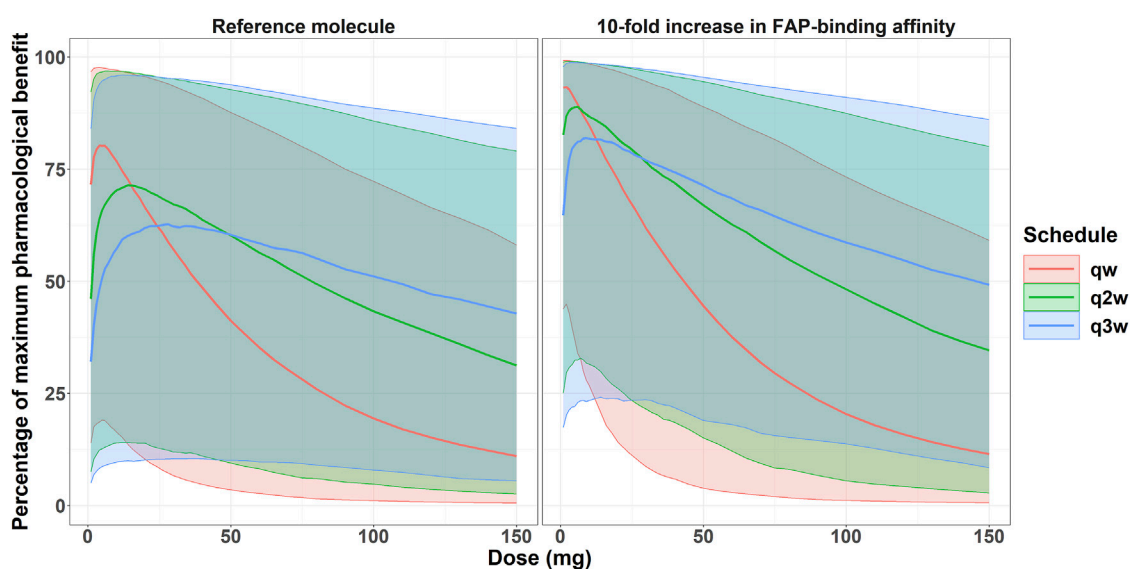 Reference molecule
10-fold increase in FAP-binding affinity
Percentage of maximum pharmacological benefit
100
75
50
25
0
0 50 100 150
0 50 100 150
Dose (mg)
Schedule
qw
q2w
q3w